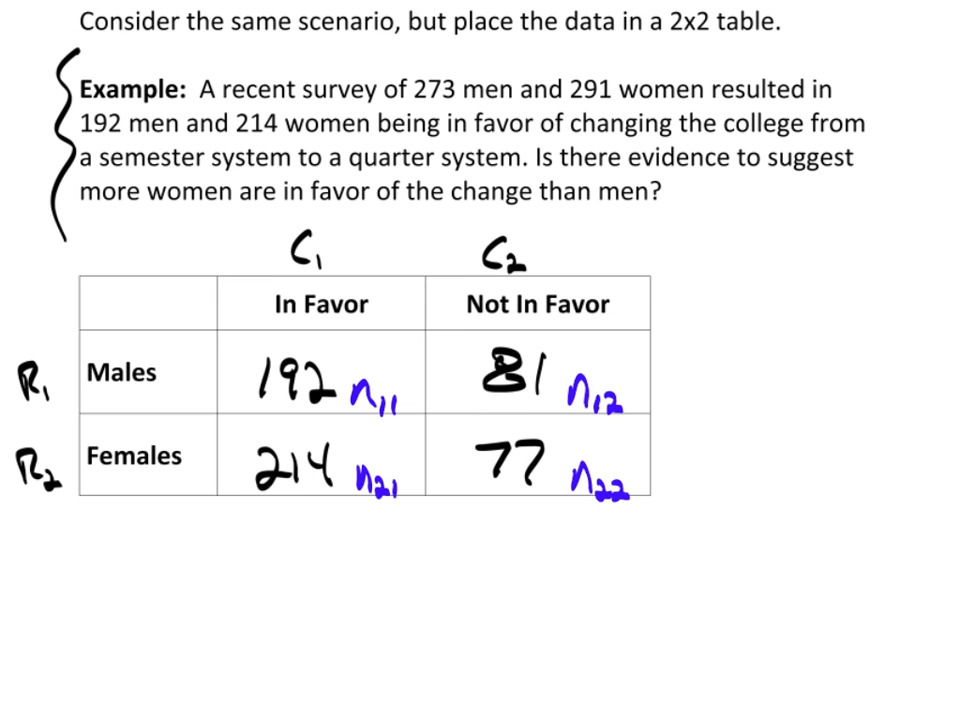 Consider the same scenario, but place the data in a 2x2 table.
Example: A recent survey of 273 men and 291 women resulted in
192 men and 214 women being in favor of changing the college from
a semester system to a quarter system. Is there evidence to suggest
more women are in favor of the change than men?
C₁ C₂
In Favor Not In Favor
R₁ Males 192 n₁₁ 81 n₁₂
R₂ Females 214 n₂₁ 77 n₂₂